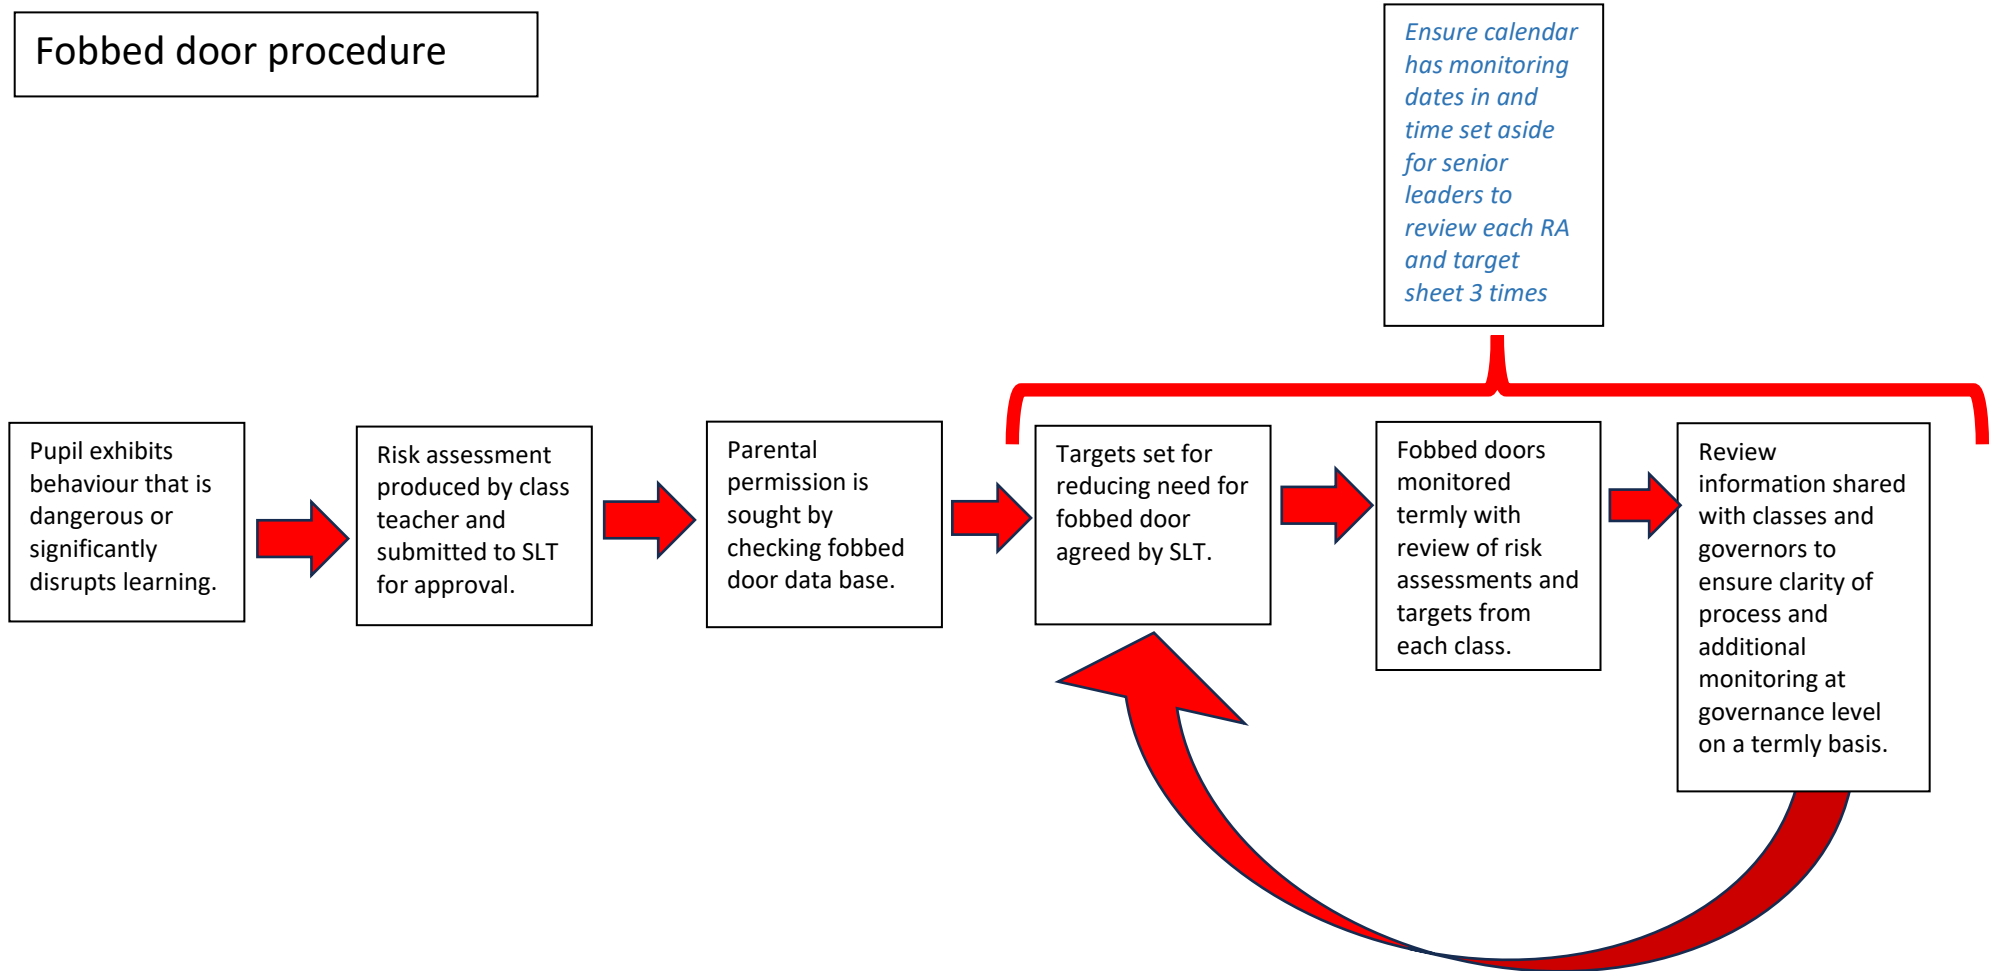 Fobbed door procedure
Ensure calendar
has monitoring
dates in and
time set aside
for senior
leaders to
review each RA
and target
sheet 3 times
Pupil exhibits
behaviour that is
dangerous or
significantly
disrupts learning.
Risk assessment
produced by class
teacher and
submitted to SLT
for approval.
Parental
permission is
sought by
checking fobbed
door data base.
Targets set for
reducing need for
fobbed door
agreed by SLT.
Fobbed doors
monitored
termly with
review of risk
assessments and
targets from
each class.
Review
information shared
with classes and
governors to
ensure clarity of
process and
additional
monitoring at
governance level
on a termly basis.